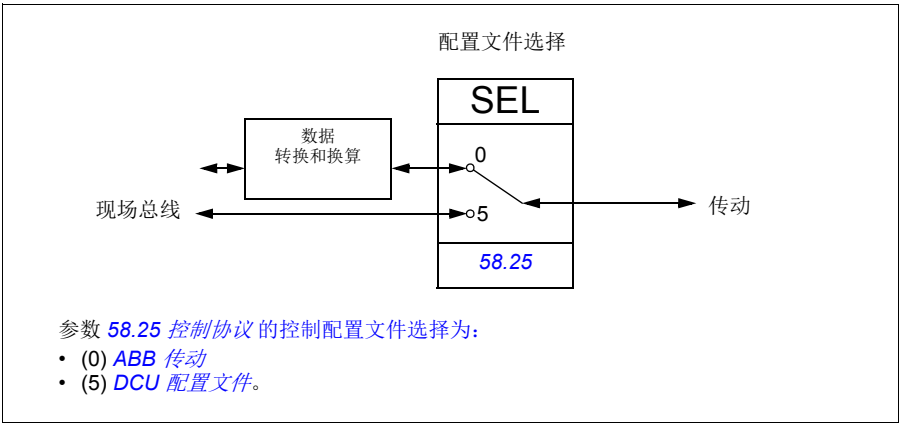 配置文件选择
SEL
数据
转换和换算
0
现场总线
5
传动
58.25
参数 58.25 控制协议 的控制配置文件选择为:
• (0) ABB 传动
• (5) DCU 配置文件。